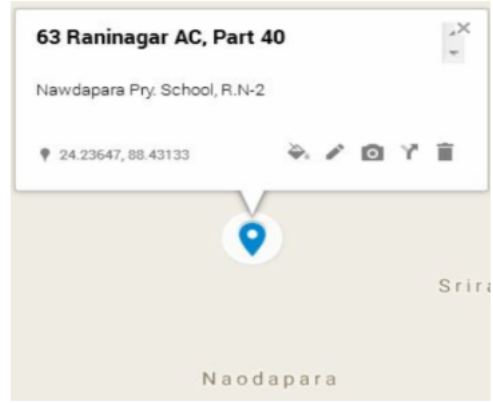 63 Raninagar AC, Part 40
Nawdapara Pry. School, R.N-2
24.23647, 88.43133
Srira
Naodapara